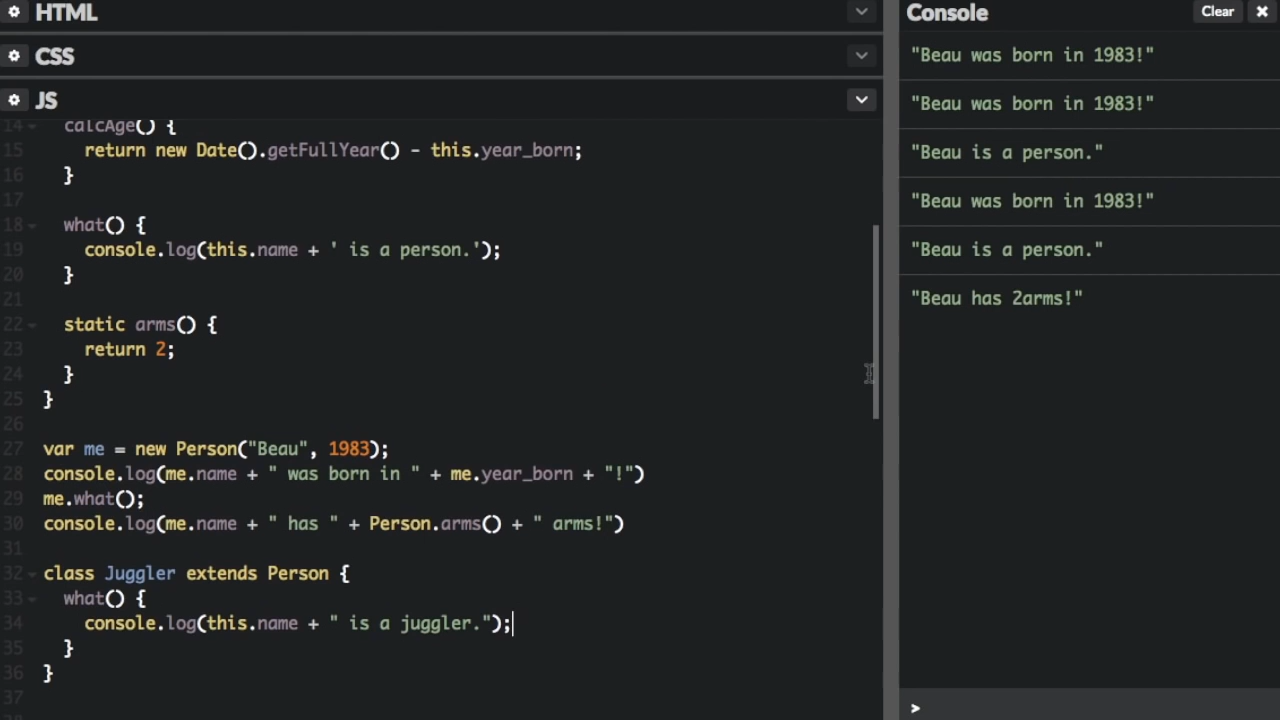 HTML
CSS
JS
14 calcAge() {
15 return new Date().getFullYear() - this.year_born;
16 }
17
18 what() {
19 console.log(this.name + ' is a person.');
20 }
21
22 static arms() {
23 return 2;
24 }
25 }
26
27 var me = new Person("Beau", 1983);
28 console.log(me.name + " was born in " + me.year_born + "!")
29 me.what();
30 console.log(me.name + " has " + Person.arms() + " arms!")
31
32 class Juggler extends Person {
33 what() {
34 console.log(this.name + " is a juggler.");
35 }
36 }
37
Console
Clear
"Beau was born in 1983!"
"Beau was born in 1983!"
"Beau is a person."
"Beau was born in 1983!"
"Beau is a person."
"Beau has 2arms!"
>